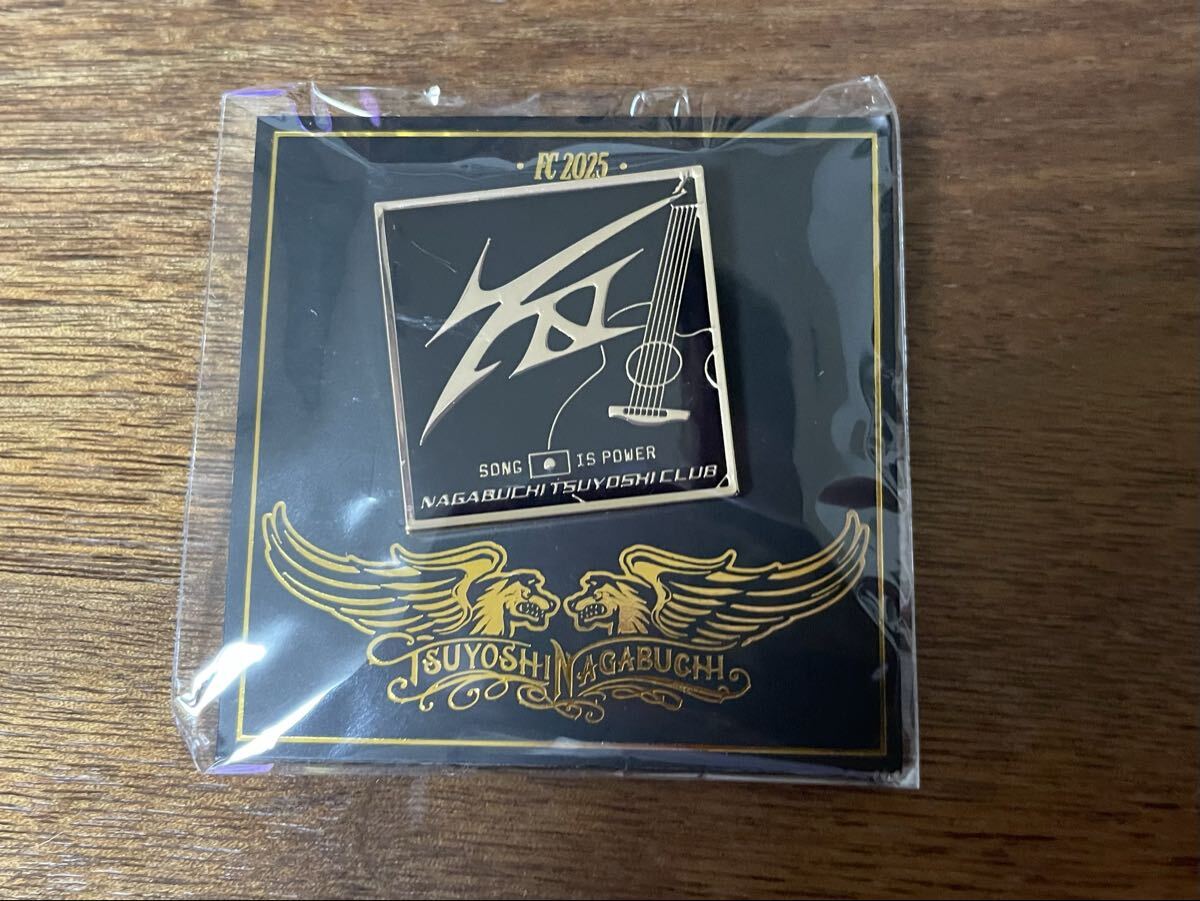 • FC 2025 •
SONG IS POWER
NAGABUCHI TSUYOSHI CLUB
TSUYOSHI NAGABUCHI